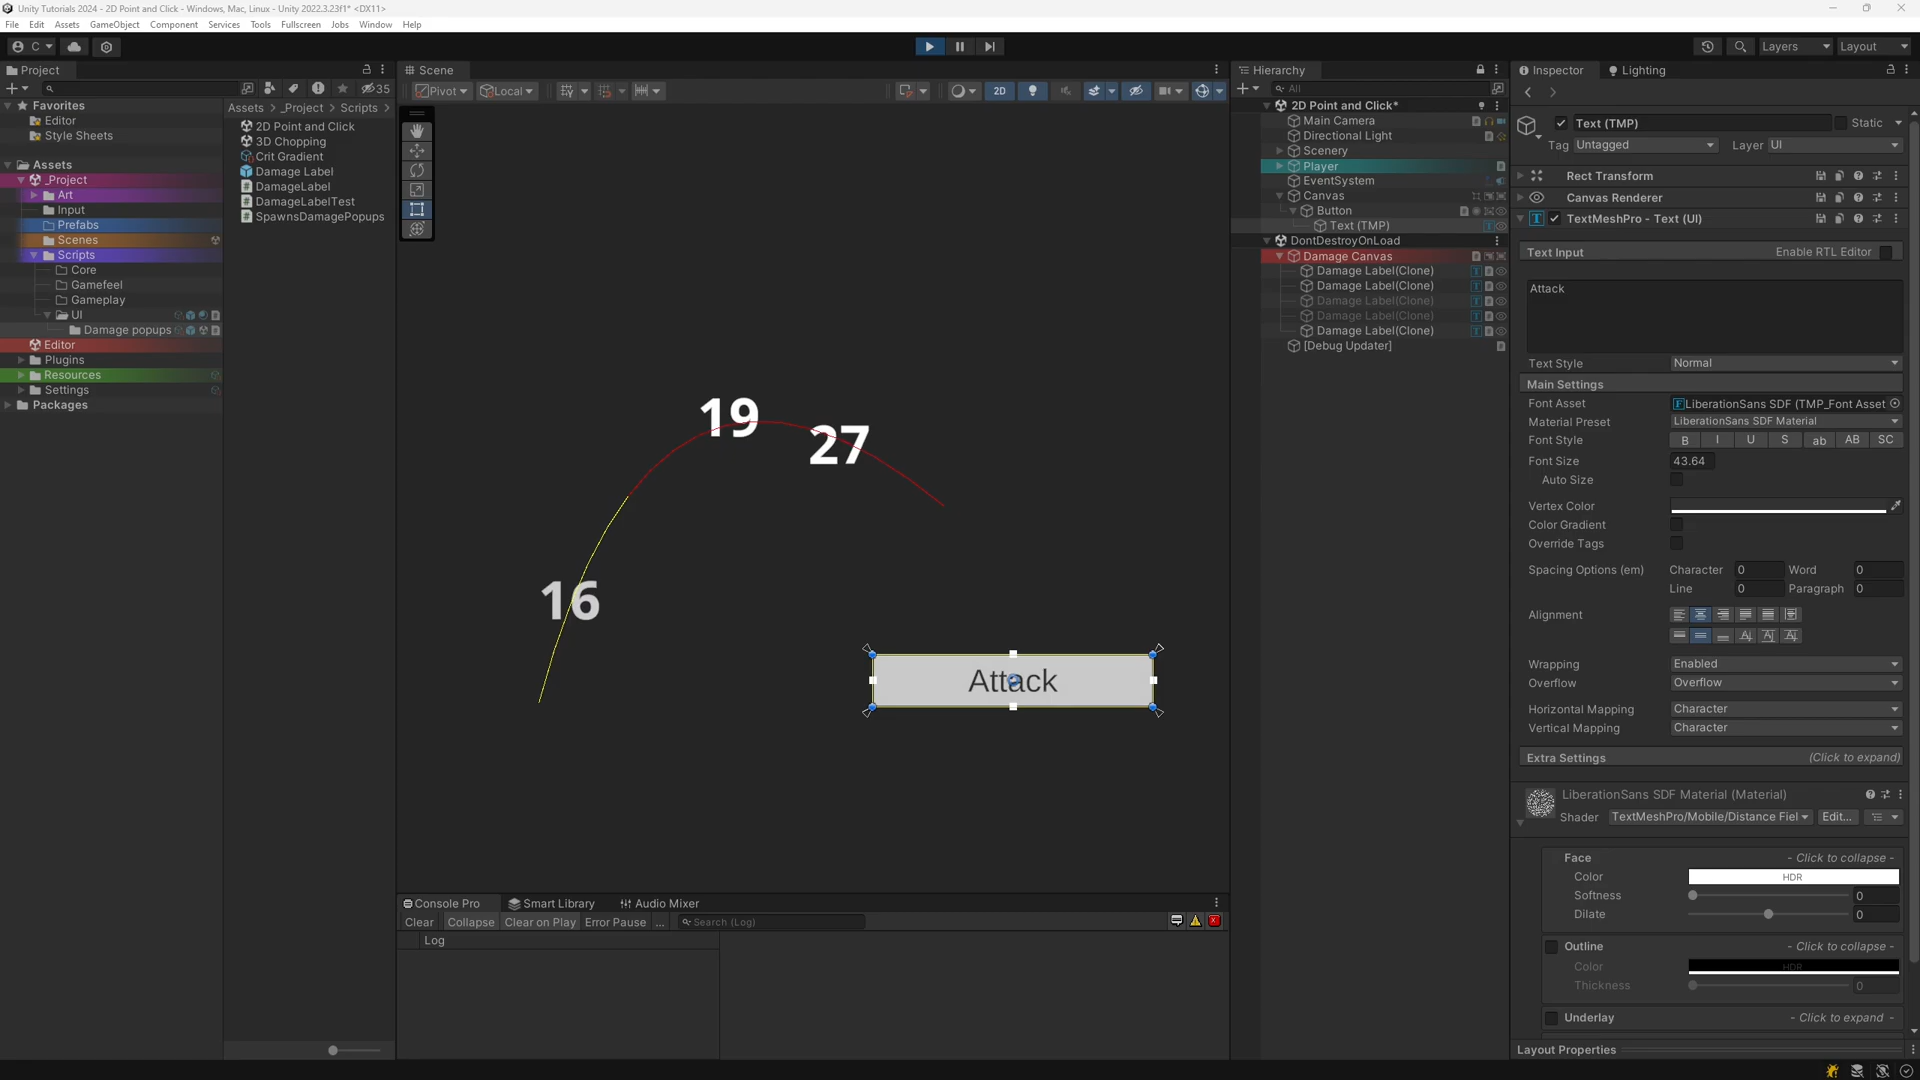 Unity Tutorials 2024 - 2D Point and Click - Windows, Mac, Linux - Unity 2022.3.23f1* <DX11>
File Edit Assets GameObject Component Services Tools Fullscreen Jobs Window Help
C
Layers
Layout
Project
35
Favorites
Editor
Style Sheets
Assets
_Project
Art
Input
Prefabs
Scenes
Scripts
Core
Gamefeel
Gameplay
UI
Damage popups
Editor
Plugins
Resources
Settings
Packages
Assets > _Project > Scripts >
2D Point and Click
3D Chopping
Crit Gradient
Damage Label
DamageLabel
DamageLabelTest
SpawnsDamagePopups
Scene
Pivot
Local
2D
19
27
16
Attack
Console Pro
Smart Library
Audio Mixer
Clear
Collapse
Clear on Play
Error Pause
...
Search (Log)
Log
Hierarchy
All
2D Point and Click*
Main Camera
Directional Light
Scenery
Player
EventSystem
Canvas
Button
Text (TMP)
DontDestroyOnLoad
Damage Canvas
Damage Label(Clone)
Damage Label(Clone)
Damage Label(Clone)
Damage Label(Clone)
Damage Label(Clone)
[Debug Updater]
Inspector
Lighting
Text (TMP)
Static
Tag Untagged
Layer UI
Rect Transform
Canvas Renderer
TextMeshPro - Text (UI)
Text Input
Enable RTL Editor
Attack
Text Style Normal
Main Settings
Font Asset LiberationSans SDF (TMP_Font Asset
Material Preset LiberationSans SDF Material
Font Style B I U S ab AB SC
Font Size 43.64
Auto Size
Vertex Color
Color Gradient
Override Tags
Spacing Options (em) Character 0 Word 0
Line 0 Paragraph 0
Alignment
Wrapping Enabled
Overflow Overflow
Horizontal Mapping Character
Vertical Mapping Character
Extra Settings (Click to expand)
LiberationSans SDF Material (Material)
Shader TextMeshPro/Mobile/Distance Fiel Edit...
Face - Click to collapse -
Color HDR
Softness 0
Dilate 0
Outline - Click to collapse -
Color HDR
Thickness 0
Underlay - Click to expand -
Layout Properties